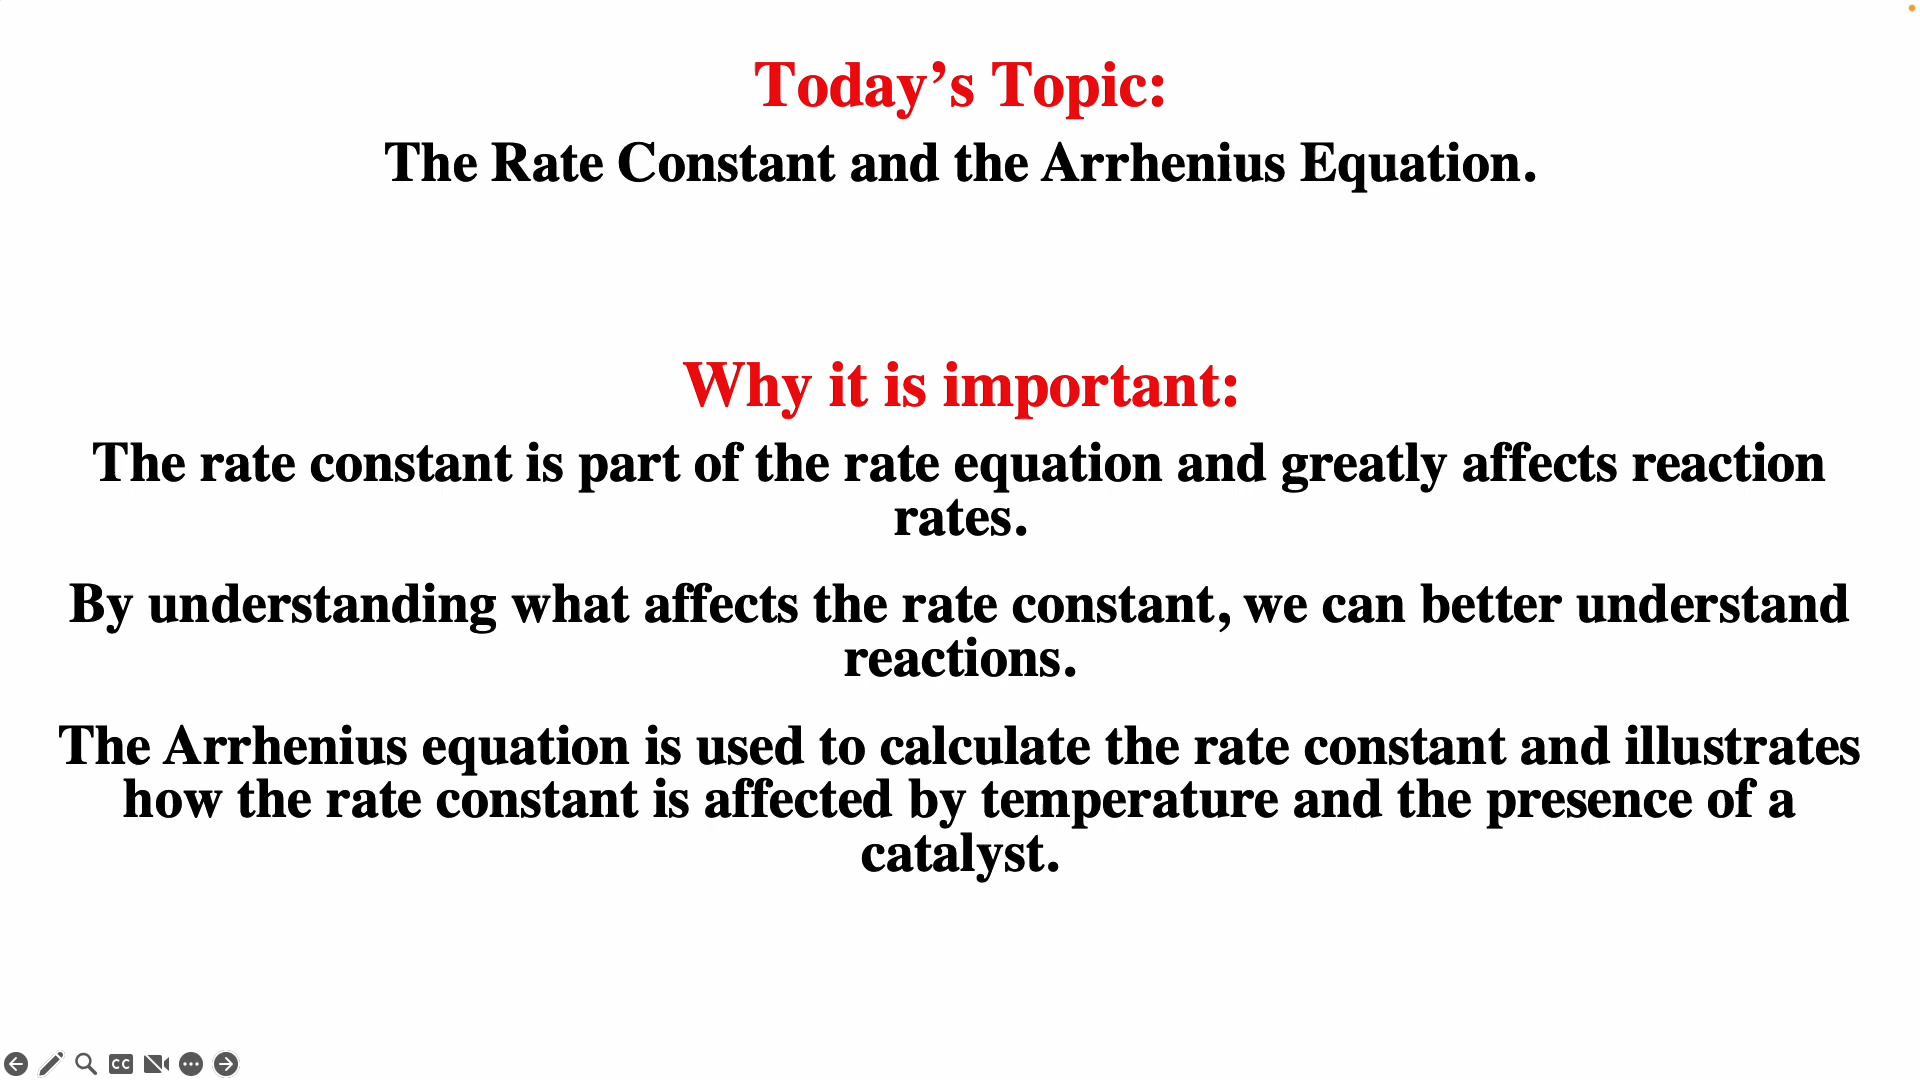 Today’s Topic:
The Rate Constant and the Arrhenius Equation.
Why it is important:
The rate constant is part of the rate equation and greatly affects reaction
rates.
By understanding what affects the rate constant, we can better understand
reactions.
The Arrhenius equation is used to calculate the rate constant and illustrates
how the rate constant is affected by temperature and the presence of a
catalyst.
CC